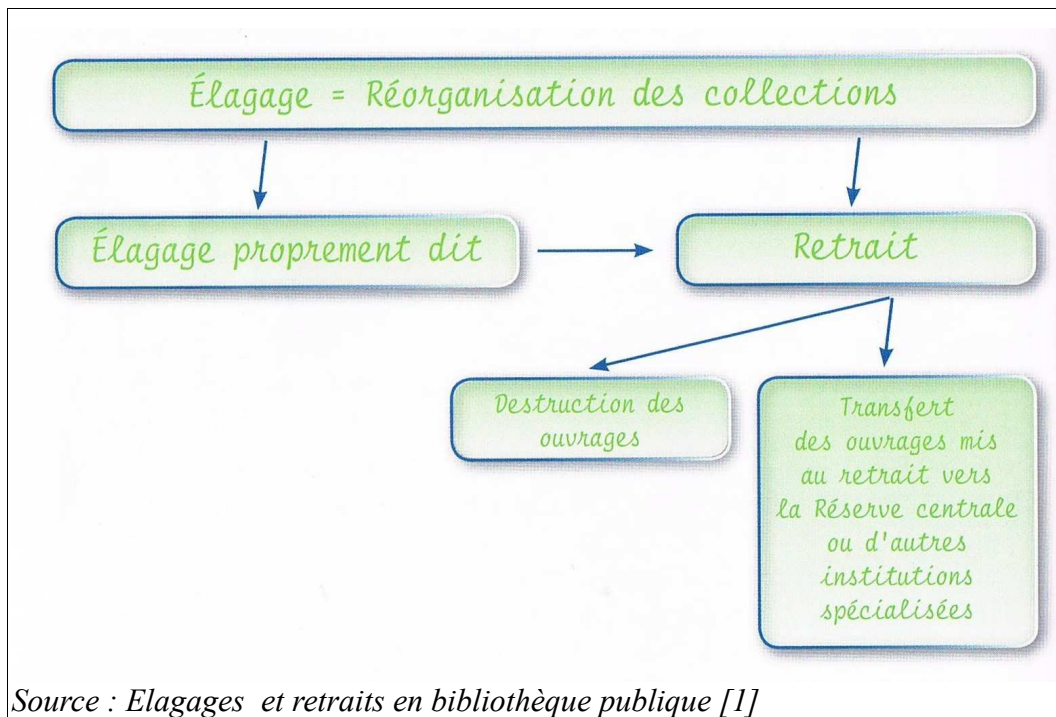 Élagage = Réorganisation des collections
Élagage proprement dit
Retrait
Destruction des
ouvrages
Transfert
des ouvrages mis
au retrait vers
la Réserve centrale
ou d'autres
institutions
spécialisées
Source : Elagages et retraits en bibliothèque publique [1]